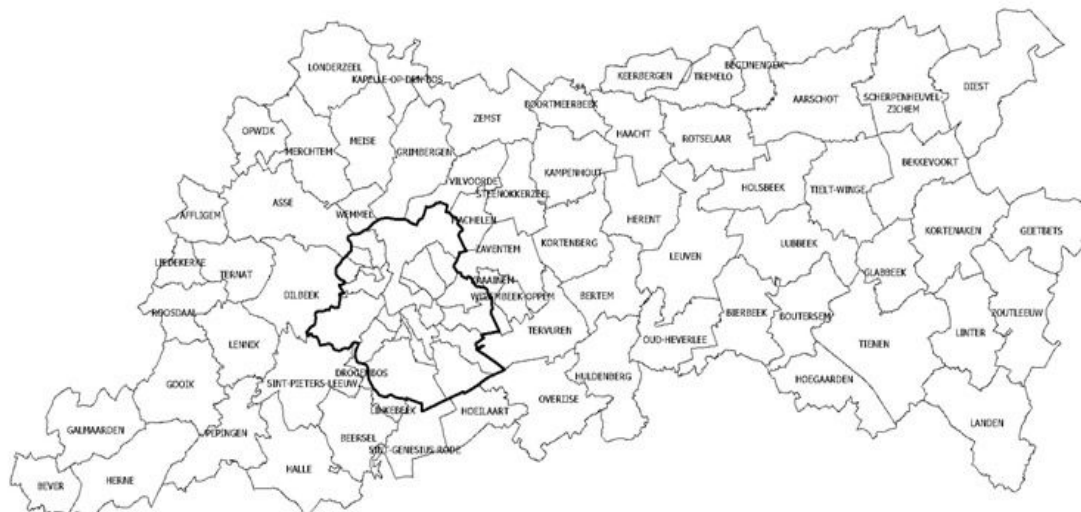 LONDERZEEL
KAPELLE-OP-DEN-BOS
KEERBERGEN
TREMELO
BEGIJNENDIJK
AARSCHOT
SCHERPENHEUVEL-
ZICHEM
DIEST
OPWIJK
MERCHTEM
MEISE
GRIMBERGEN
ZEMST
BOORTMEERBEEK
HAACHT
ROTSELAAR
BEKKEVOORT
VILVOORDE
STEENOKKERZEEL
KAMPENHOUT
HOLSBEEK
TIELT-WINGE
ASSE
AFFLIGEM
WEMMEL
MACHELEN
HERENT
KORTENAKEN
GEETBETS
ZAVENTEM
KORTENBERG
LEUVEN
LUBBEEK
LIEDEKERKE
TERNAT
DILBEEK
KRAAINEM
WEZEMBEEK-OPPEM
BERTEM
GLABBEEK
ROOSDAAL
BIERBEEK
BOUTERSEM
ZOUTLEEUW
LENNIK
TERVUREN
OUD-HEVERLEE
TIENEN
LINTER
GOOIK
DROGENBOS
SINT-PIETERS-LEEUW
HULDENBERG
HOEGAARDEN
OVERIJSE
LINKEBEEK
HOEILAART
GALMAARDEN
PEPINGEN
BEERSEL
SINT-GENESIUS-RODE
LANDEN
HALLE
BEVER
HERNE